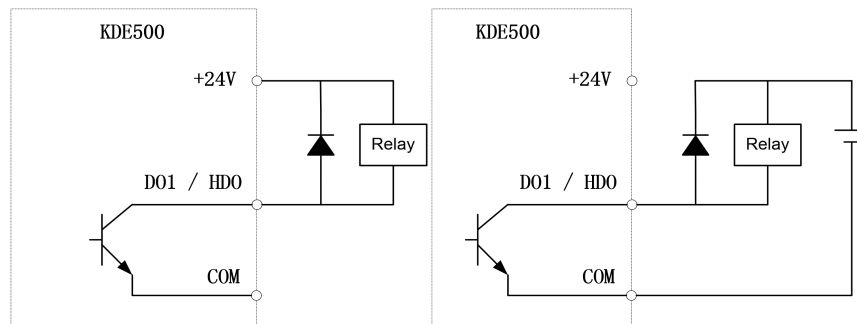 KDE500
+24V
Relay
DO1 / HDO
COM
KDE500
+24V
Relay
DO1 / HDO
COM